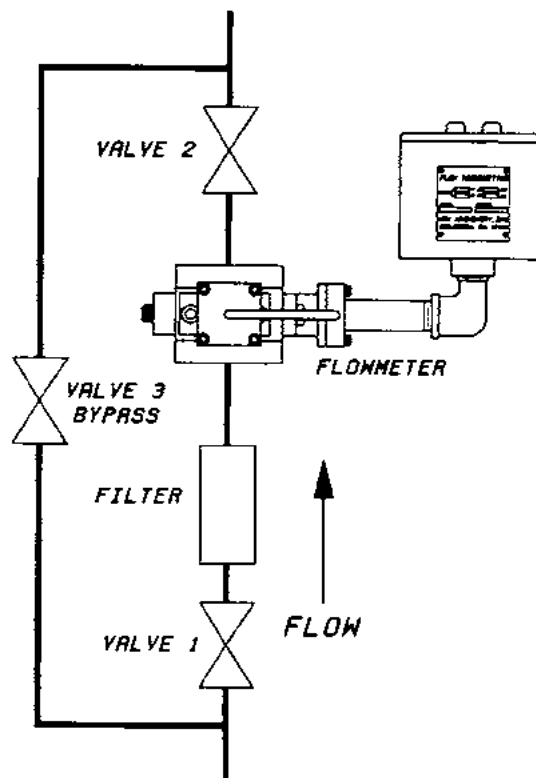 VALVE 2
FLOWMETER
VALVE 3
BYPASS
FILTER
FLOW
VALVE 1